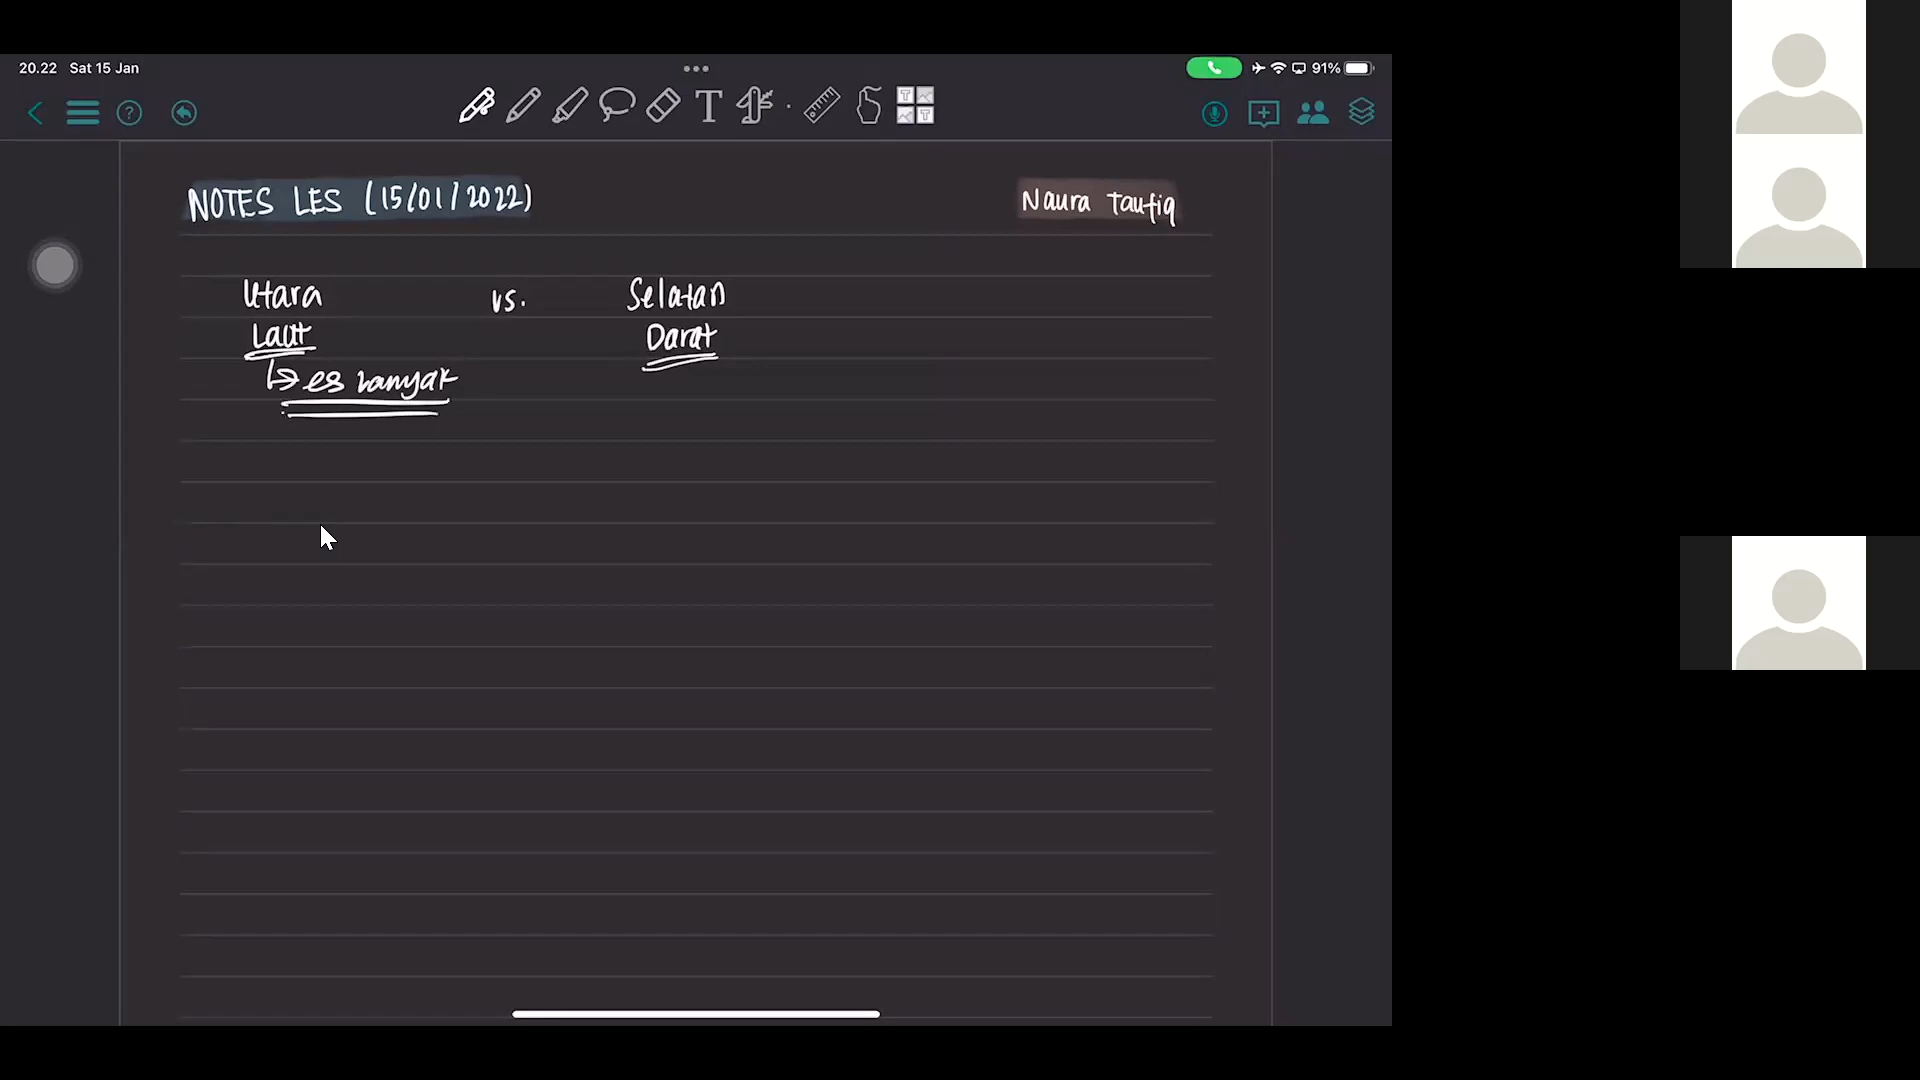 20.22 Sat 15 Jan
91%
T
NOTES LES (15/01/2022)
Naura Taufiq
Utara vs. Selatan
Laut Darat
↳ es banyak